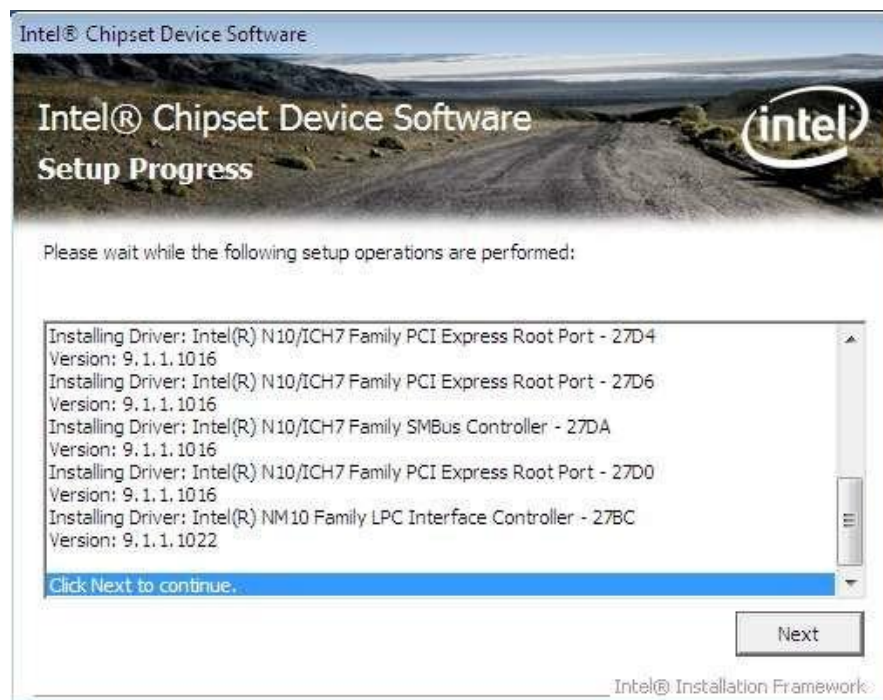 Intel® Chipset Device Software
Intel® Chipset Device Software
intel
Setup Progress
Please wait while the following setup operations are performed:
Installing Driver: Intel(R) N10/ICH7 Family PCI Express Root Port - 27D4
Version: 9.1.1.1016
Installing Driver: Intel(R) N10/ICH7 Family PCI Express Root Port - 27D6
Version: 9.1.1.1016
Installing Driver: Intel(R) N10/ICH7 Family SMBus Controller - 27DA
Version: 9.1.1.1016
Installing Driver: Intel(R) N10/ICH7 Family PCI Express Root Port - 27D0
Version: 9.1.1.1016
Installing Driver: Intel(R) NM10 Family LPC Interface Controller - 27BC
Version: 9.1.1.1022
Click Next to continue.
Next
Intel® Installation Framework